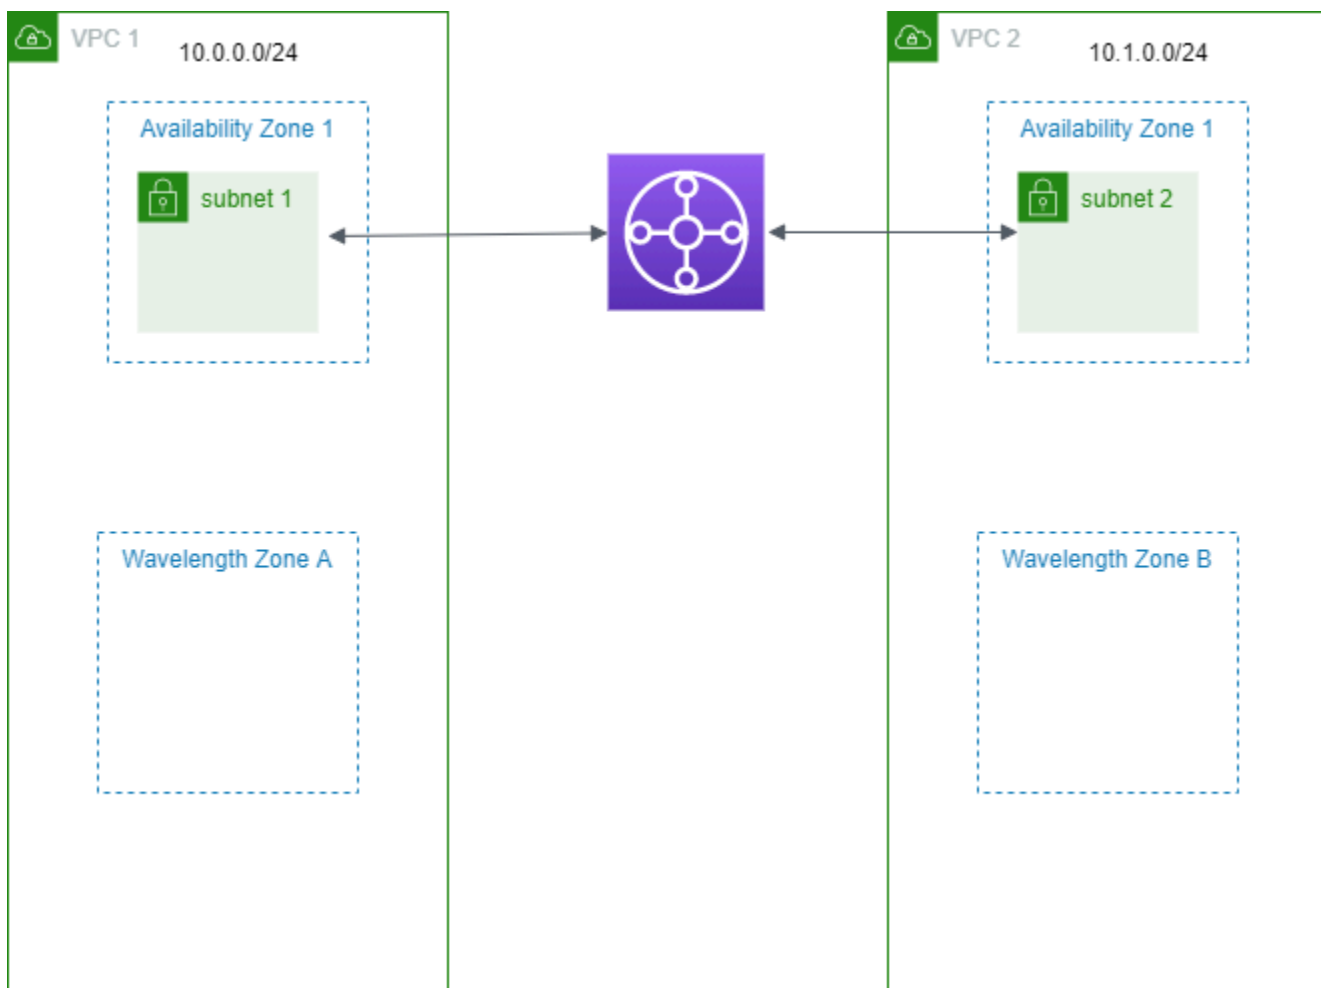 VPC 1
10.0.0.0/24
VPC 2
10.1.0.0/24
Availability Zone 1
Availability Zone 1
subnet 1
subnet 2
Wavelength Zone A
Wavelength Zone B